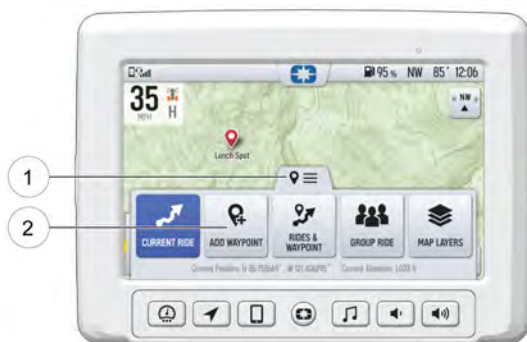 95 % NW 85° 12:06
35
MPH
H
NW
Lunch Spot
1
2
CURRENT RIDE
ADD WAYPOINT
RIDES &
WAYPOINT
GROUP RIDE
MAP LAYERS
Current Position: N
Current Elevation: